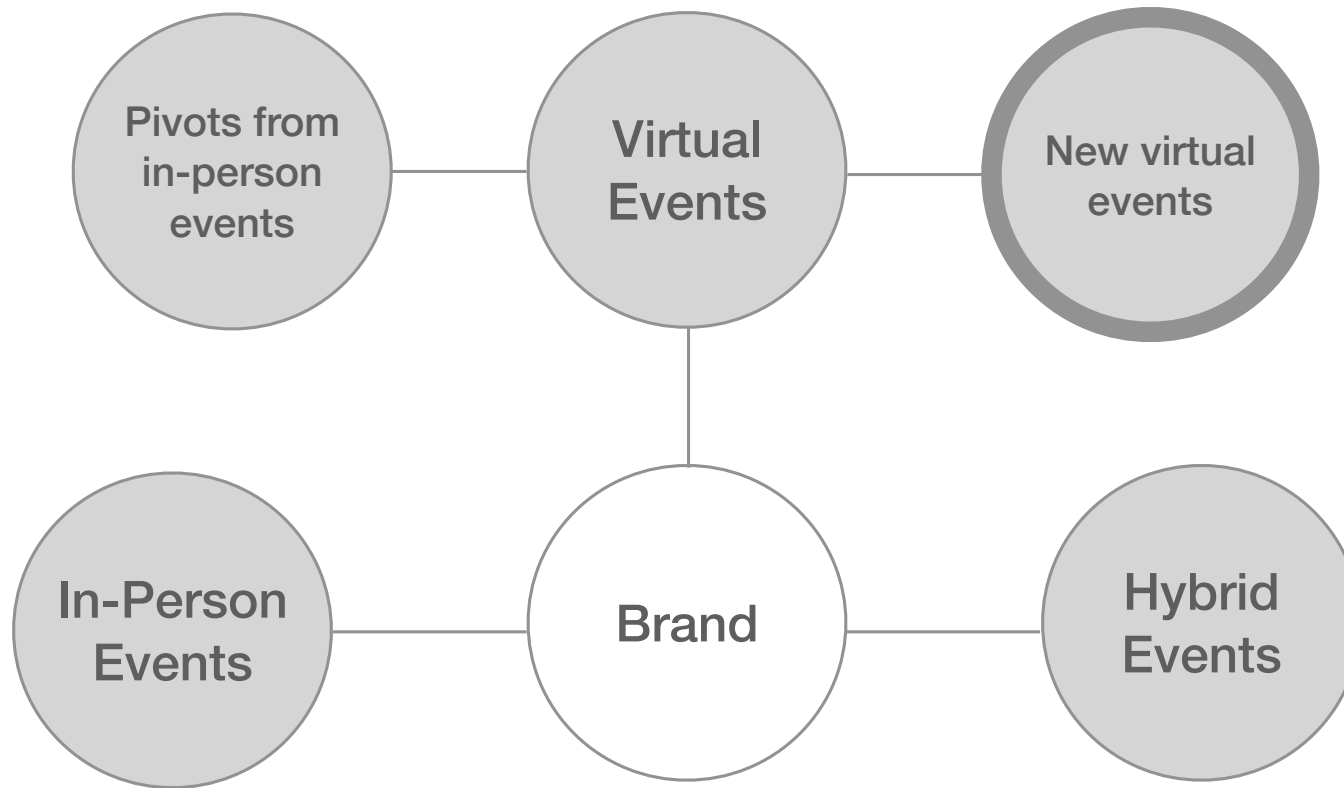 Pivots from
in-person
events
Virtual
Events
New virtual
events
In-Person
Events
Brand
Hybrid
Events